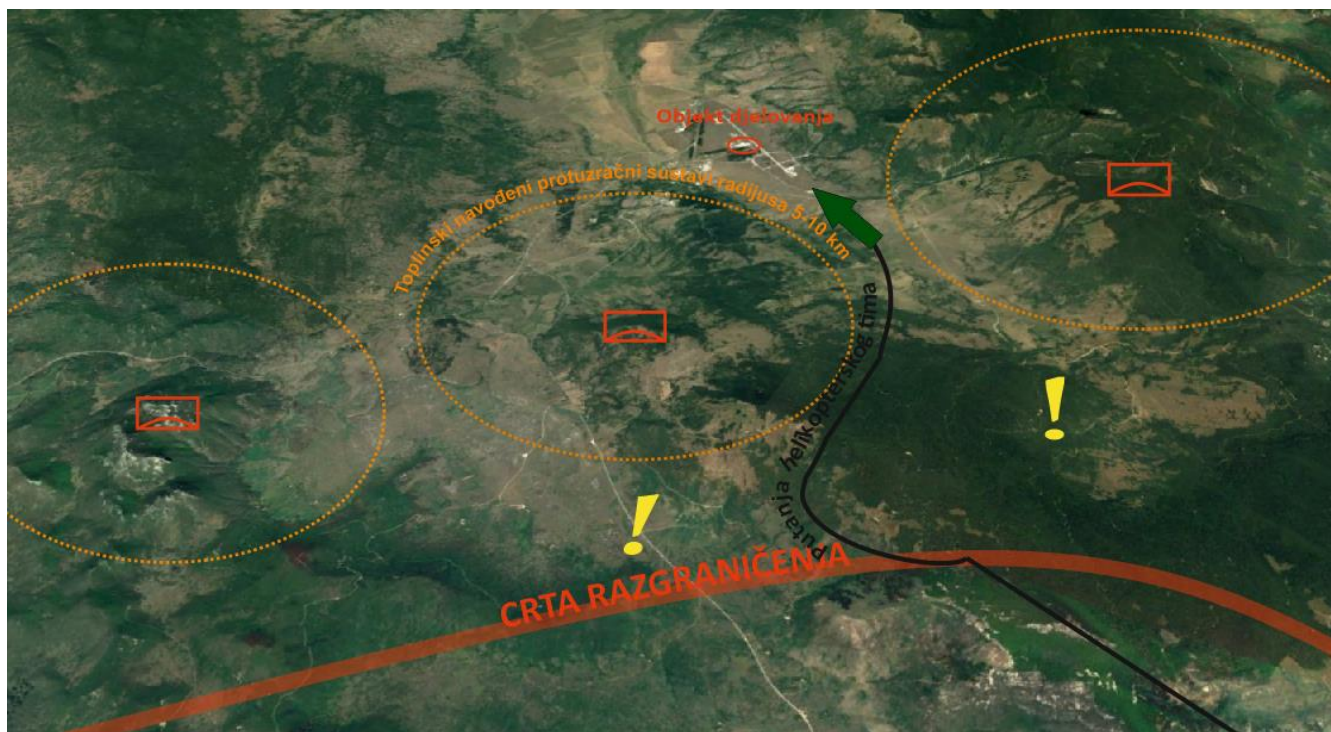 Objekt djelovanja
Toplinski navođeni protuzračni sustavi radijusa 5-10 km
Putanja helikopterskog tima
!
!
CRTA RAZGRANIČENJA